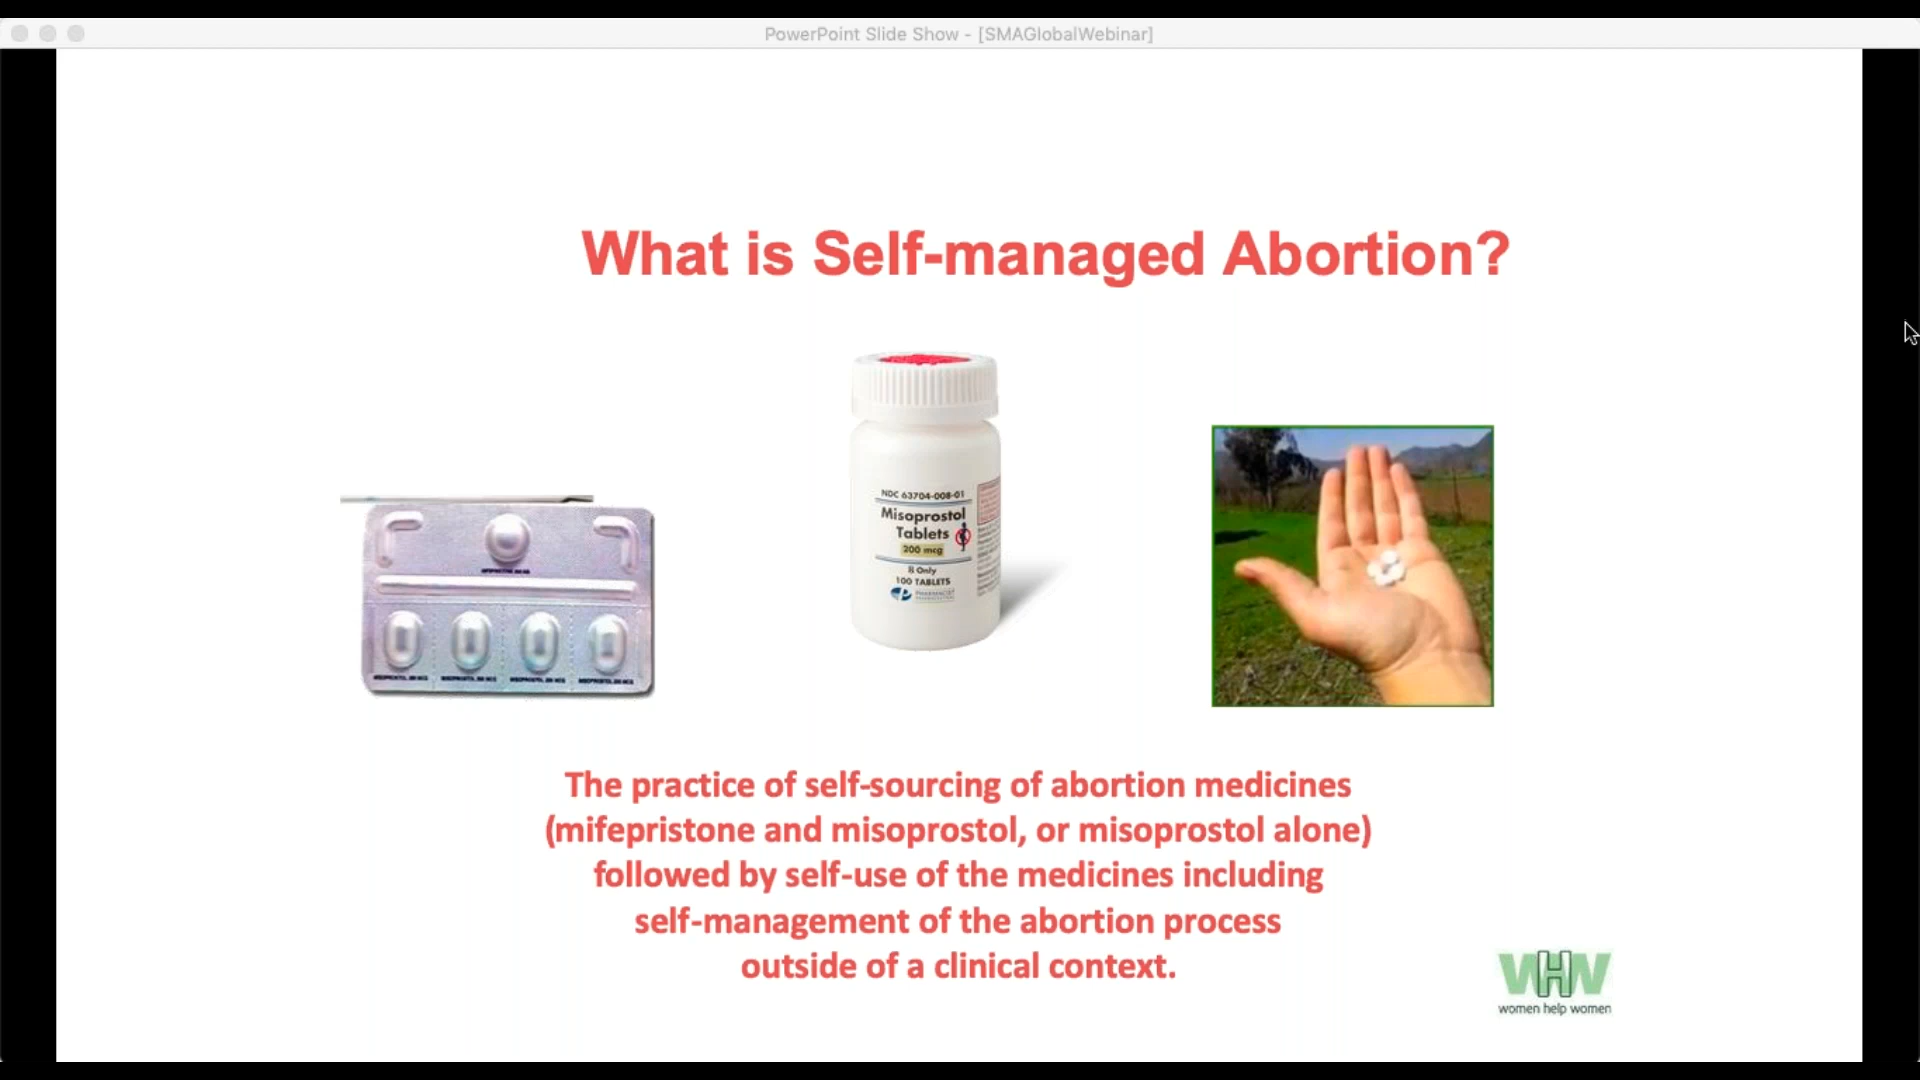 PowerPoint Slide Show - [SMAGlobalWebinar]
What is Self-managed Abortion?
NDC 63704-008-01
Misoprostol
Tablets
200 mcg
100 TABLETS
The practice of self-sourcing of abortion medicines
(mifepristone and misoprostol, or misoprostol alone)
followed by self-use of the medicines including
self-management of the abortion process
outside of a clinical context.
WHW
women help women